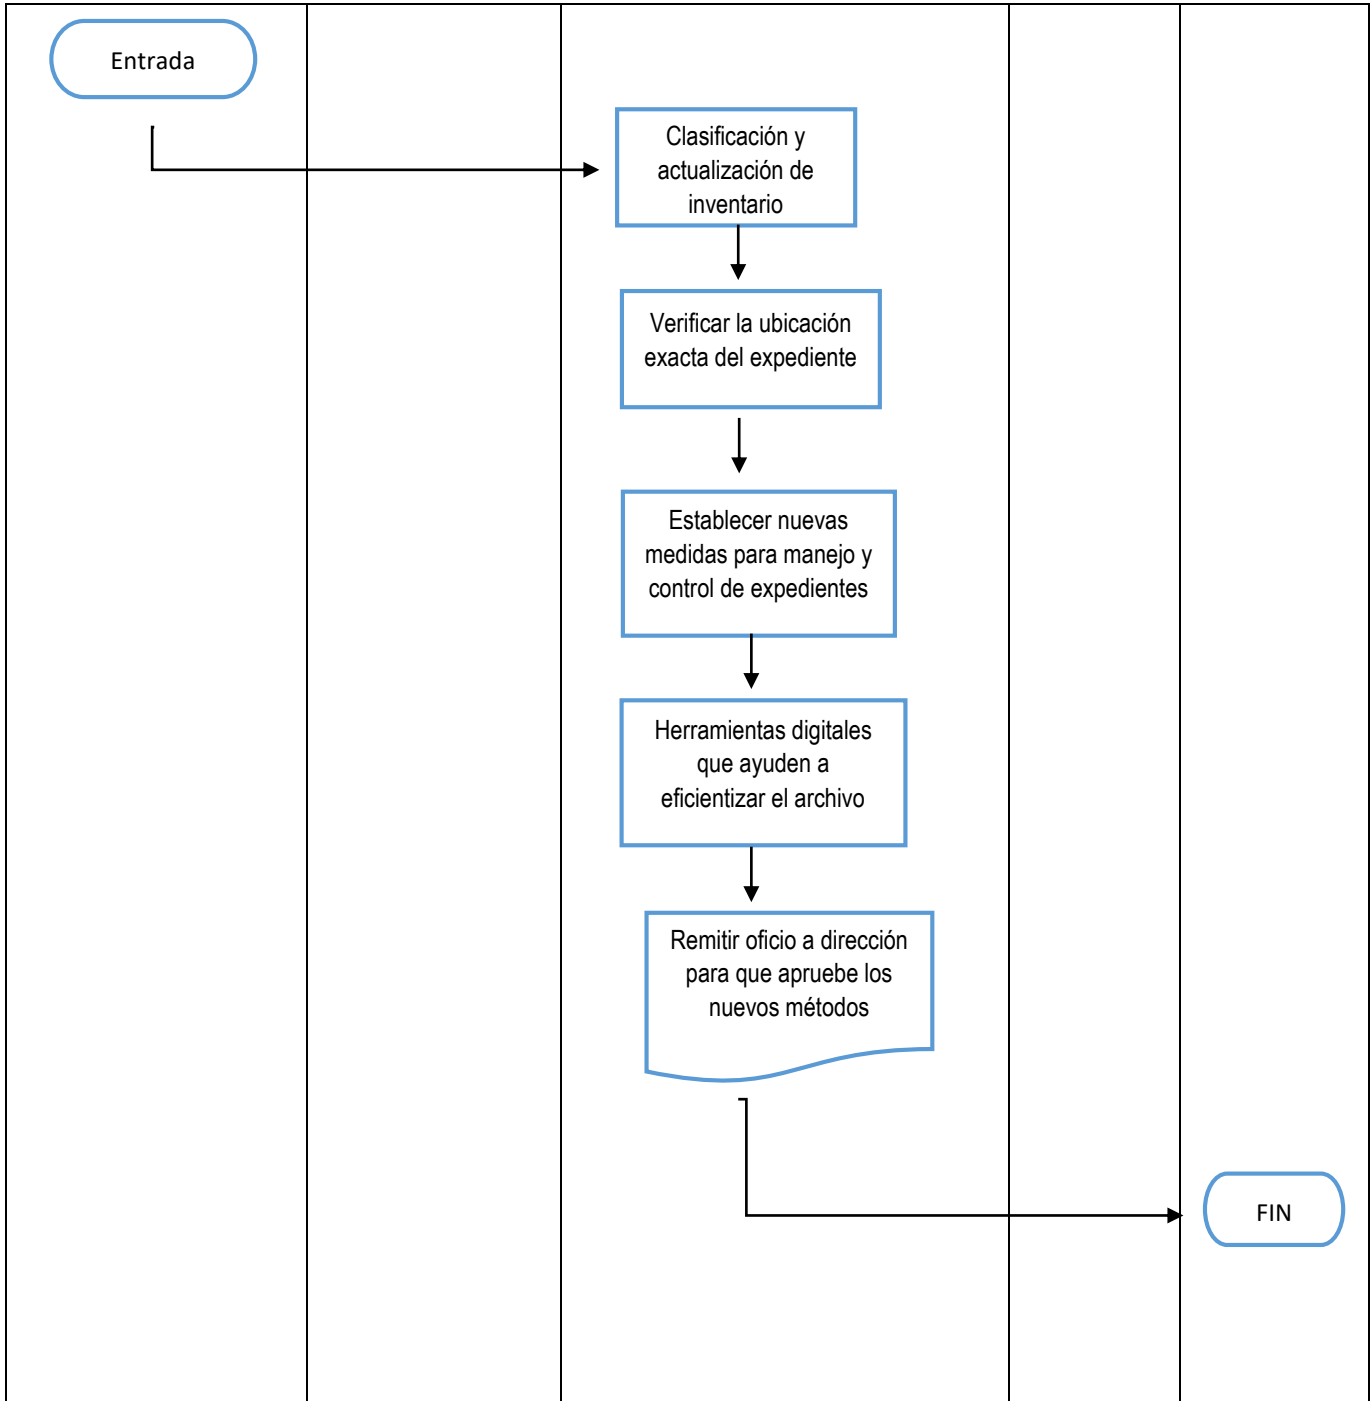 Entrada
Clasificación y
actualización de
inventario
Verificar la ubicación
exacta del expediente
Establecer nuevas
medidas para manejo y
control de expedientes
Herramientas digitales
que ayuden a
eficientizar el archivo
Remitir oficio a dirección
para que apruebe los
nuevos métodos
FIN